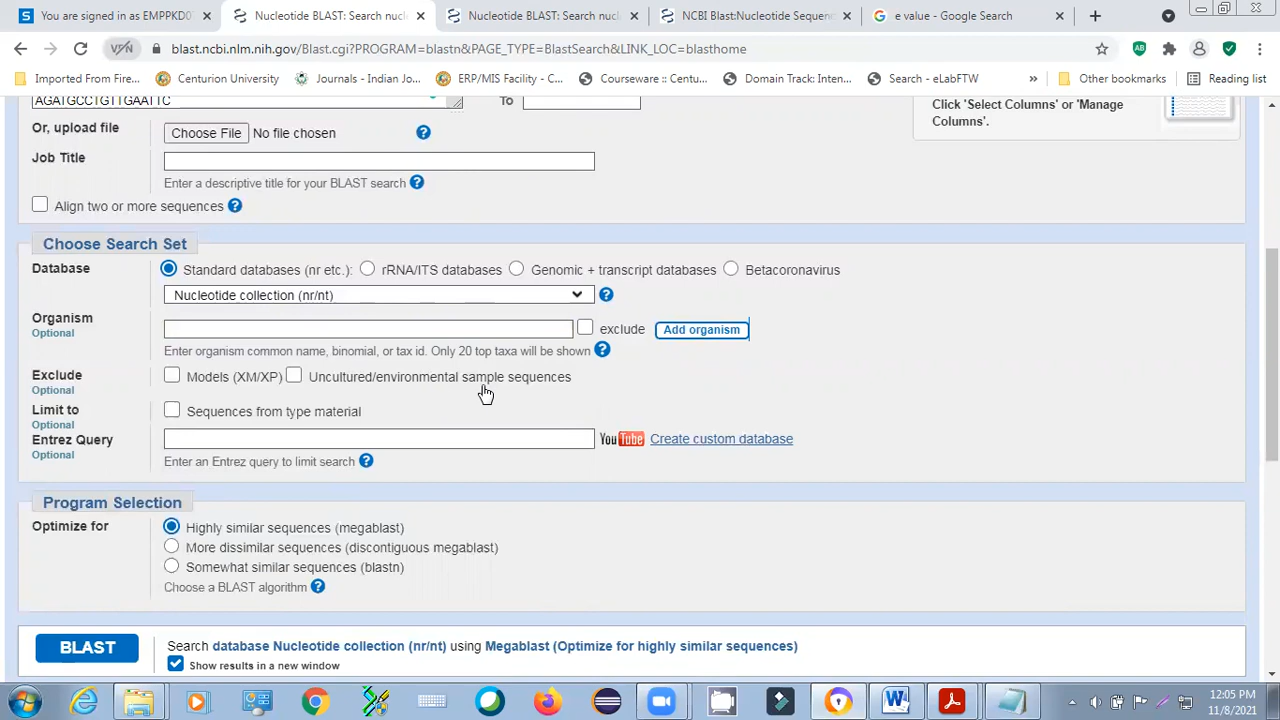 You are signed in as EMPPKD0
Nucleotide BLAST: Search nucl
Nucleotide BLAST: Search nucl
NCBI Blast:Nucleotide Sequenc
e value - Google Search
blast.ncbi.nlm.nih.gov/Blast.cgi?PROGRAM=blastn&PAGE_TYPE=BlastSearch&LINK_LOC=blasthome
Imported From Fire...
Centurion University
Journals - Indian Jo...
ERP/MIS Facility - C...
Courseware :: Centu...
Domain Track: Inten...
Search - eLabFTW
Other bookmarks
Reading list
AGATGCCTGTTGAATTC
To
Click 'Select Columns' or 'Manage
Columns'.
Or, upload file
Choose File No file chosen
Job Title
Enter a descriptive title for your BLAST search
Align two or more sequences
Choose Search Set
Database
Standard databases (nr etc.): rRNA/ITS databases Genomic + transcript databases Betacoronavirus
Nucleotide collection (nr/nt)
Organism
Optional
exclude
Add organism
Enter organism common name, binomial, or tax id. Only 20 top taxa will be shown
Exclude
Optional
Models (XM/XP) Uncultured/environmental sample sequences
Limit to
Optional
Sequences from type material
Entrez Query
Optional
YouTube Create custom database
Enter an Entrez query to limit search
Program Selection
Optimize for
Highly similar sequences (megablast)
More dissimilar sequences (discontiguous megablast)
Somewhat similar sequences (blastn)
Choose a BLAST algorithm
BLAST
Search database Nucleotide collection (nr/nt) using Megablast (Optimize for highly similar sequences)
Show results in a new window
12:05 PM
11/8/2021